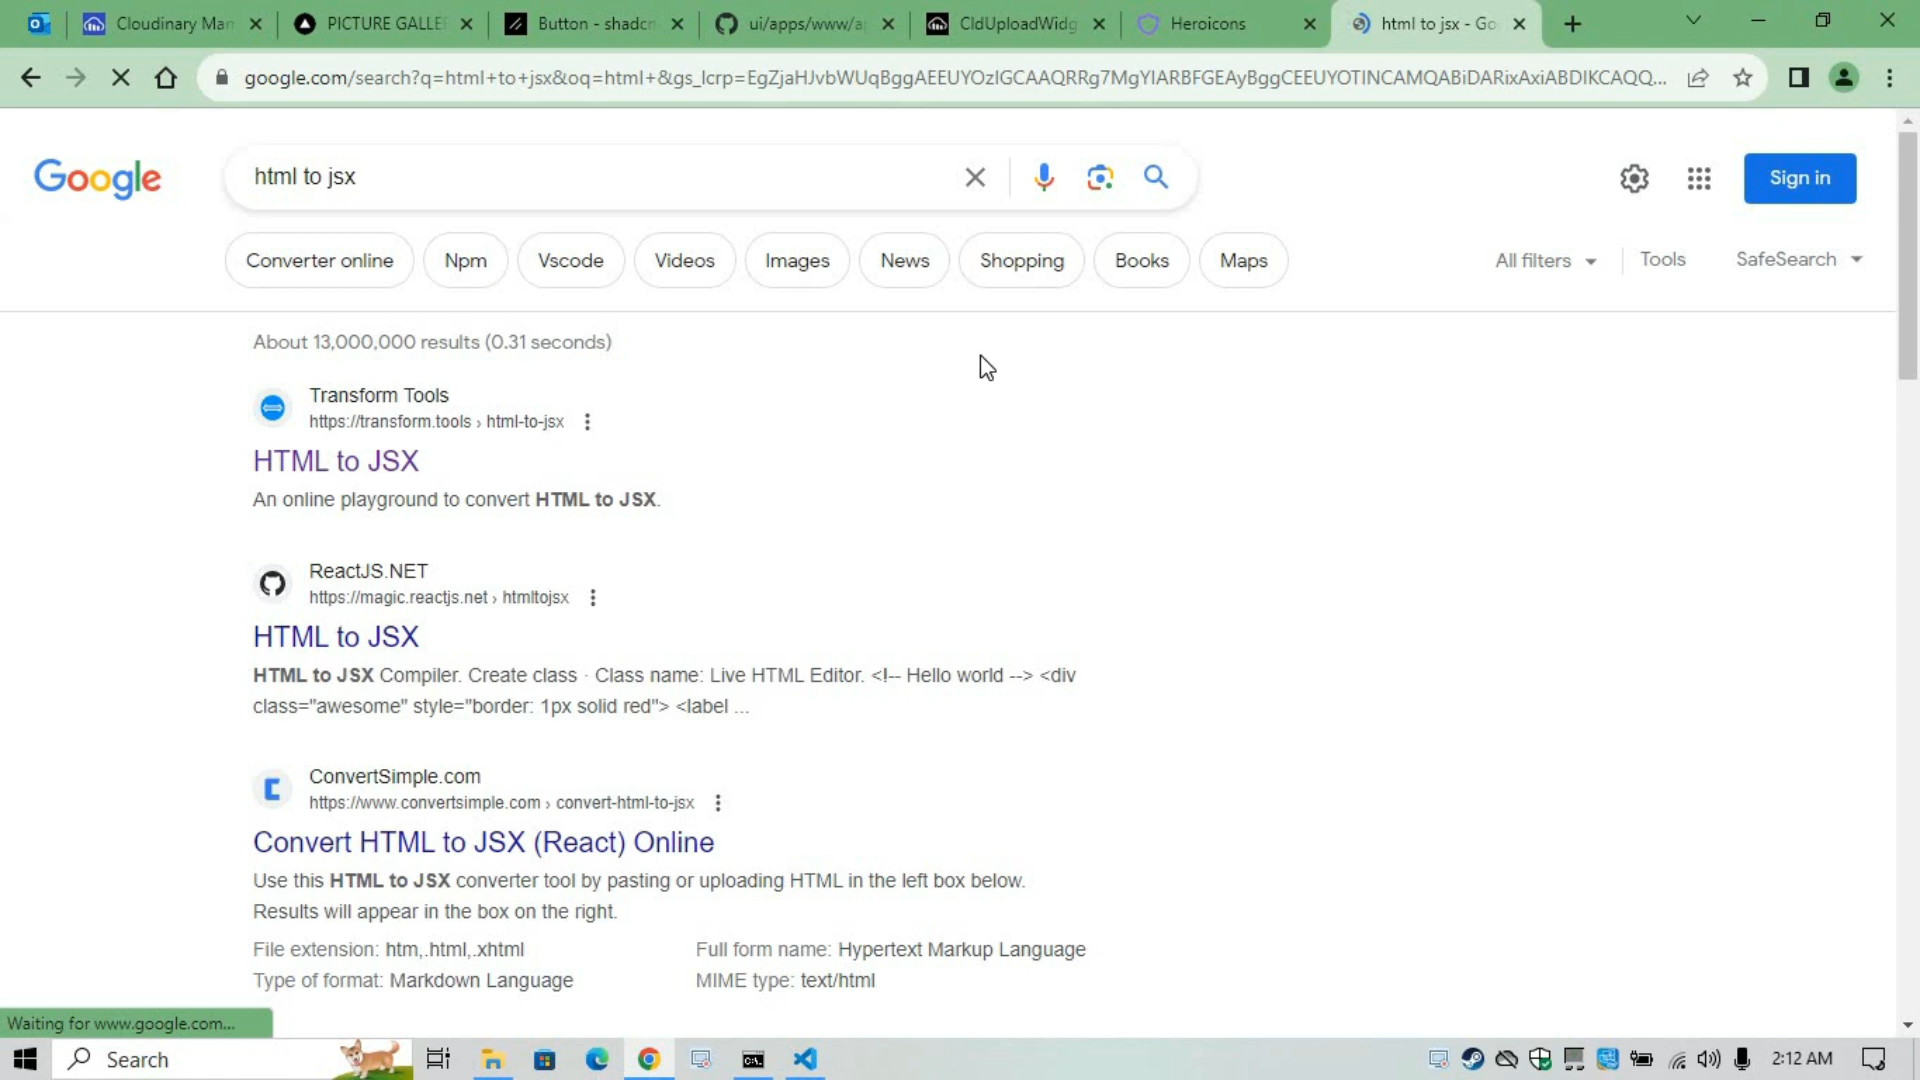 Cloudinary Man
PICTURE GALLE
Button - shadcn
ui/apps/www/a
CldUploadWidg
Heroicons
html to jsx - Go
google.com/search?q=html+to+jsx&oq=html+&gs_lcrp=EgZjaHJvbWUqBggAEEUYOzIGCAAQRRg7MgYIARBFGEAyBggCEEUYOTINCAMQABiDARixAxiABDIKCAQQ...
Google
html to jsx
Sign in
Converter online
Npm
Vscode
Videos
Images
News
Shopping
Books
Maps
All filters
Tools
SafeSearch
About 13,000,000 results (0.31 seconds)
Transform Tools
https://transform.tools › html-to-jsx
HTML to JSX
An online playground to convert HTML to JSX.
ReactJS.NET
https://magic.reactjs.net › htmltojsx
HTML to JSX
HTML to JSX Compiler. Create class · Class name: Live HTML Editor. <!-- Hello world --> <div
class="awesome" style="border: 1px solid red"> <label ...
ConvertSimple.com
https://www.convertsimple.com › convert-html-to-jsx
Convert HTML to JSX (React) Online
Use this HTML to JSX converter tool by pasting or uploading HTML in the left box below.
Results will appear in the box on the right.
File extension: htm,.html,.xhtml
Full form name: Hypertext Markup Language
Type of format: Markdown Language
MIME type: text/html
Waiting for www.google.com...
Search
2:12 AM